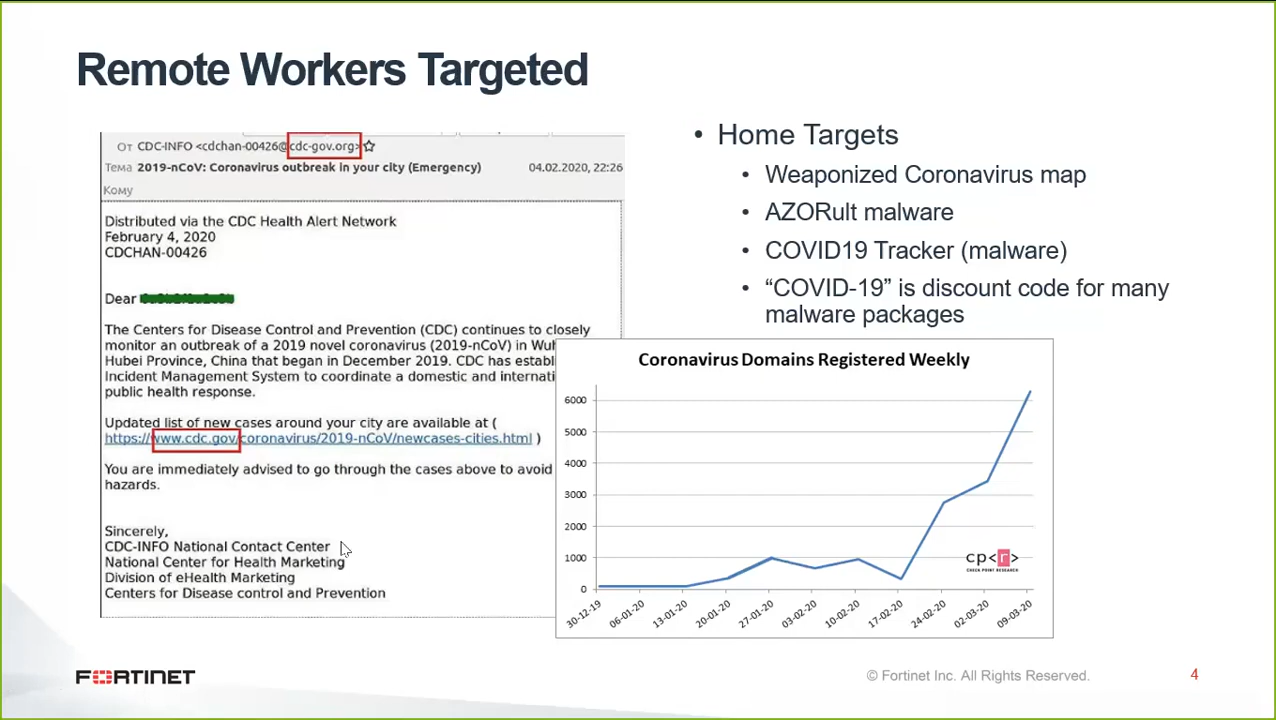 Remote Workers Targeted
От CDC-INFO <cdchan-00426@cdc-gov.org>
Тема 2019-nCoV: Coronavirus outbreak in your city (Emergency) 04.02.2020, 22:26
Кому
Distributed via the CDC Health Alert Network
February 4, 2020
CDCHAN-00426
Dear
The Centers for Disease Control and Prevention (CDC) continues to closely
monitor an outbreak of a 2019 novel coronavirus (2019-nCoV) in Wuh
Hubei Province, China that began in December 2019. CDC has establ
Incident Management System to coordinate a domestic and internati
public health response.
Updated list of new cases around your city are available at (
https://www.cdc.gov/coronavirus/2019-nCoV/newcases-cities.html )
You are immediately advised to go through the cases above to avoid
hazards.
Sincerely,
CDC-INFO National Contact Center
National Center for Health Marketing
Division of eHealth Marketing
Centers for Disease control and Prevention
• Home Targets
• Weaponized Coronavirus map
• AZORult malware
• COVID19 Tracker (malware)
• “COVID-19” is discount code for many
malware packages
Coronavirus Domains Registered Weekly
6000
5000
4000
3000
2000
1000
0
30-12-19 06-01-20 13-01-20 20-01-20 27-01-20 03-02-20 10-02-20 17-02-20 24-02-20 02-03-20 09-03-20
cp<r>
CHECK POINT RESEARCH
FORTINET
© Fortinet Inc. All Rights Reserved.
4